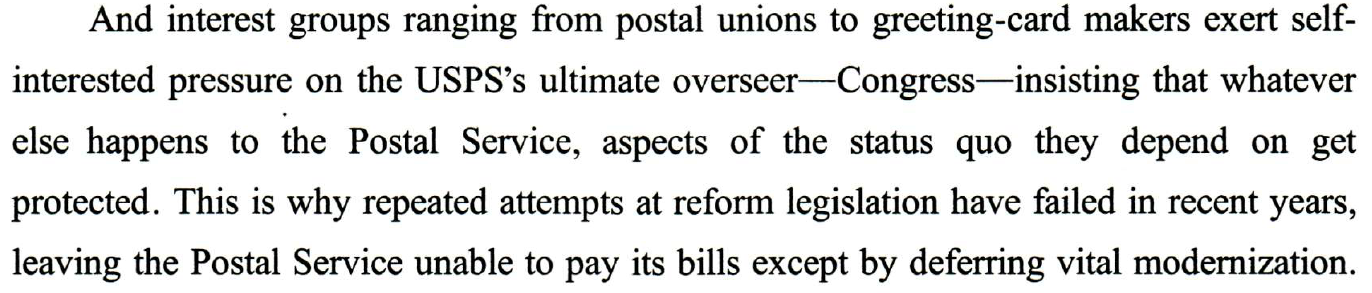 And interest groups ranging from postal unions to greeting-card makers exert self-
interested pressure on the USPS's ultimate overseer—Congress—insisting that whatever
else happens to the Postal Service, aspects of the status quo they depend on get
protected. This is why repeated attempts at reform legislation have failed in recent years,
leaving the Postal Service unable to pay its bills except by deferring vital modernization.